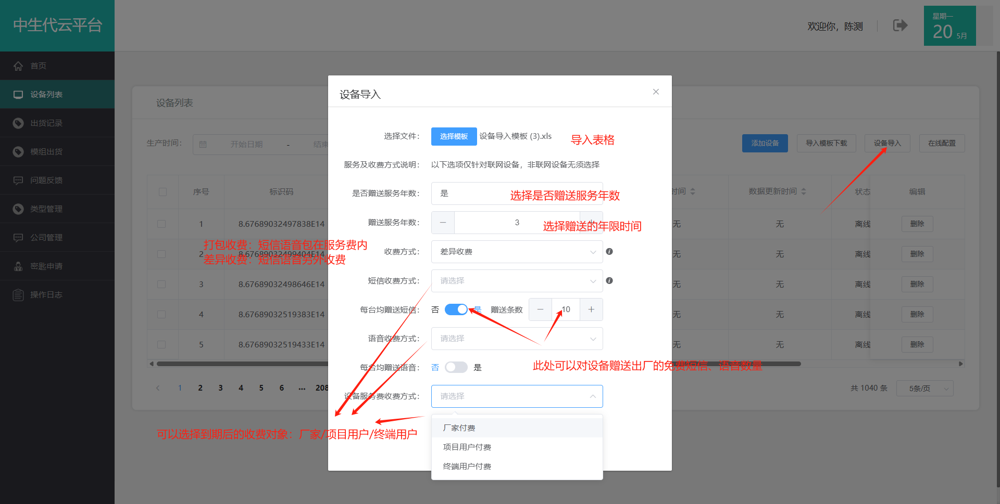 中生代云平台
欢迎你，陈测
星期一
20 5月
首页
设备列表
出货记录
模组出货
问题反馈
类型管理
公司管理
密匙申请
操作日志
设备列表
生产时间： 开始日期 - 结束
添加设备 导入模板下载 设备导入 在线配置
序号 标识码 时间 数据更新时间 状态 编辑
1 8.67689032497838E14 无 无 离线 删除
2 8.67689032499404E14 无 无 离线 删除
3 8.67689032498646E14 无 无 离线 删除
4 8.67689032519383E14 无 无 离线 删除
5 8.67689032519433E14 无 无 离线 删除
1 2 3 4 5 6 ... 208
共 1040 条 5条/页
设备导入
选择文件： 选择模板 设备导入模板 (3).xls
导入表格
服务及收费方式说明： 以下选项仅针对联网设备，非联网设备无须选择
是否赠送服务年数： 是
选择是否赠送服务年数
赠送服务年数： 3
选择赠送的年限时间
打包收费：短信语音包在服务费内
差异收费：短信语音另外收费
收费方式： 差异收费
短信收费方式： 请选择
每台均赠送短信： 否 是 赠送条数 10
语音收费方式： 请选择
每台均赠送语音： 否 是
此处可以对设备赠送出厂的免费短信、语音数量
设备服务费收费方式： 请选择
可以选择到期后的收费对象：厂家/项目用户/终端用户
厂家付费
项目用户付费
终端用户付费